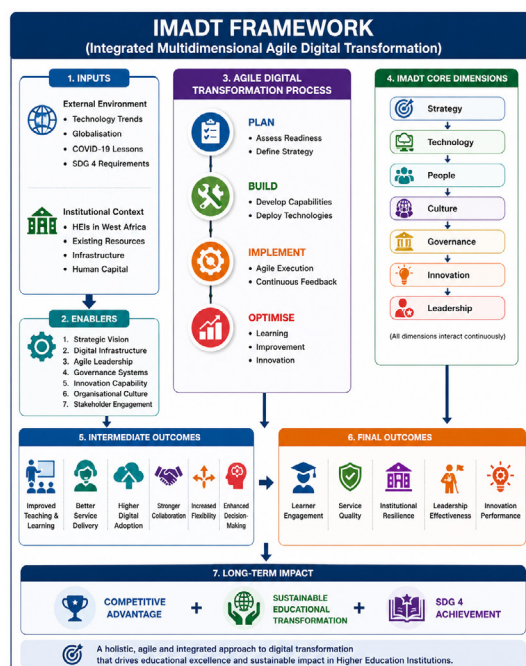 IMADT FRAMEWORK
(Integrated Multidimensional Agile Digital Transformation)
1. INPUTS
External Environment
• Technology Trends
• Globalisation
• COVID-19 Lessons
• SDG 4 Requirements
Institutional Context
• HEIs in West Africa
• Existing Resources
• Infrastructure
• Human Capital
2. ENABLERS
1. Strategic Vision
2. Digital Infrastructure
3. Agile Leadership
4. Governance Systems
5. Innovation Capability
6. Organisational Culture
7. Stakeholder Engagement
3. AGILE DIGITAL
TRANSFORMATION PROCESS
PLAN
• Assess Readiness
• Define Strategy
BUILD
• Develop Capabilities
• Deploy Technologies
IMPLEMENT
• Agile Execution
• Continuous Feedback
OPTIMISE
• Learning
• Improvement
• Innovation
4. IMADT CORE DIMENSIONS
Strategy
Technology
People
Culture
Governance
Innovation
Leadership
(All dimensions interact continuously)
5. INTERMEDIATE OUTCOMES
Improved
Teaching &
Learning
Better
Service
Delivery
Higher
Digital
Adoption
Stronger
Collaboration
Increased
Flexibility
Enhanced
Decision-
Making
6. FINAL OUTCOMES
Learner
Engagement
Service
Quality
Institutional
Resilience
Leadership
Effectiveness
Innovation
Performance
7. LONG-TERM IMPACT
COMPETITIVE
ADVANTAGE
+
SUSTAINABLE
EDUCATIONAL
TRANSFORMATION
+
SDG 4
ACHIEVEMENT
A holistic, agile and integrated approach to digital transformation
that drives educational excellence and sustainable impact in Higher Education Institutions.